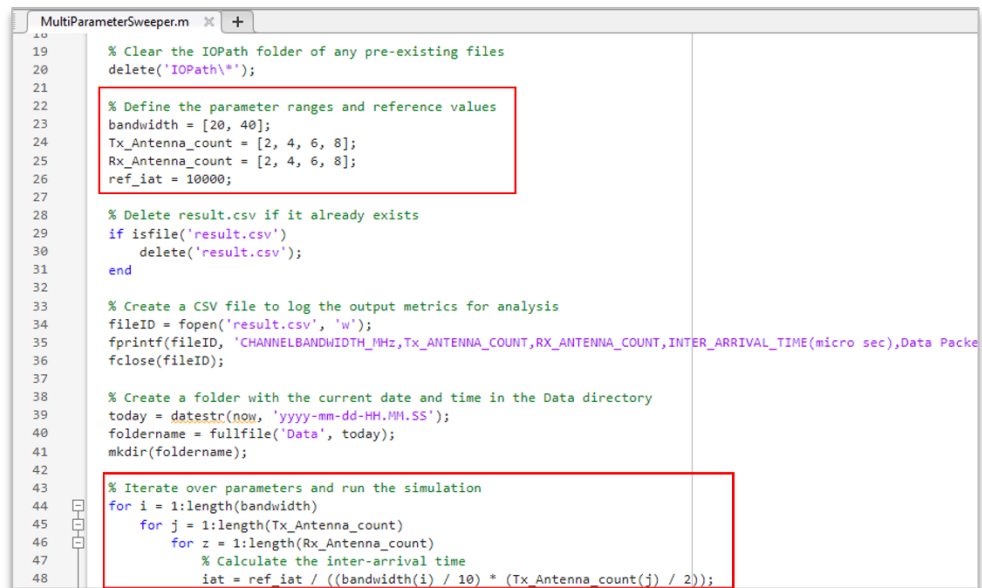 MultiParameterSweeper.m × +
18
19 % Clear the IOPath folder of any pre-existing files
20 delete('IOPath\*');
21
22 % Define the parameter ranges and reference values
23 bandwidth = [20, 40];
24 Tx_Antenna_count = [2, 4, 6, 8];
25 Rx_Antenna_count = [2, 4, 6, 8];
26 ref_iat = 10000;
27
28 % Delete result.csv if it already exists
29 if isfile('result.csv')
30 delete('result.csv');
31 end
32
33 % Create a CSV file to log the output metrics for analysis
34 fileID = fopen('result.csv', 'w');
35 fprintf(fileID, 'CHANNELBANDWIDTH_MHz,Tx_ANTENNA_COUNT,RX_ANTENNA_COUNT,INTER_ARRIVAL_TIME(micro sec),Data Packe
36 fclose(fileID);
37
38 % Create a folder with the current date and time in the Data directory
39 today = datestr(now, 'yyyy-mm-dd-HH.MM.SS');
40 foldername = fullfile('Data', today);
41 mkdir(foldername);
42
43 % Iterate over parameters and run the simulation
44 for i = 1:length(bandwidth)
45 for j = 1:length(Tx_Antenna_count)
46 for z = 1:length(Rx_Antenna_count)
47 % Calculate the inter-arrival time
48 iat = ref_iat / ((bandwidth(i) / 10) * (Tx_Antenna_count(j) / 2));